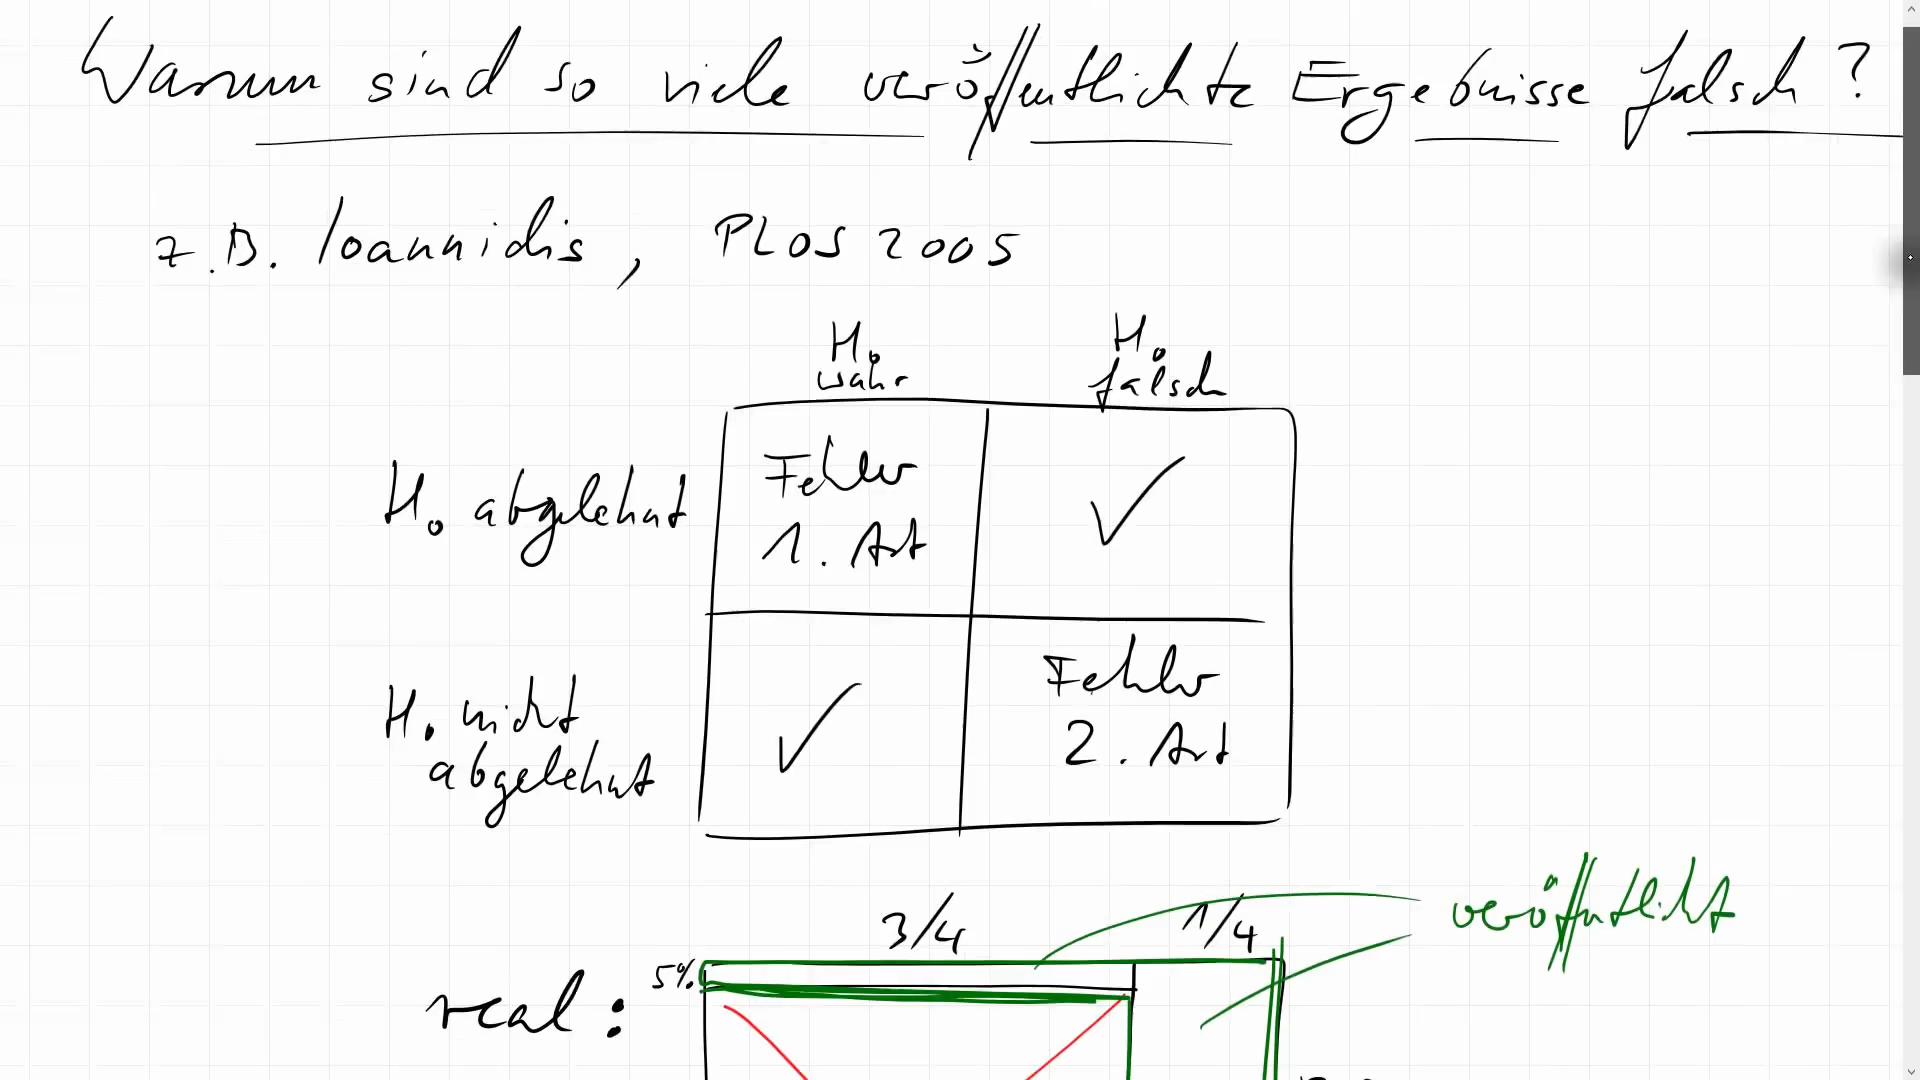 Warum sind so viele veröffentlichte Ergebnisse falsch?
z.B. Ioannidis, PLOS 2005
H₀ wahr
H₀ falsch
H₀ abgelehnt
Fehler 1. Art
✓
H₀ nicht abgelehnt
✓
Fehler 2. Art
veröffentlicht
3/4
1/4
5%
real: